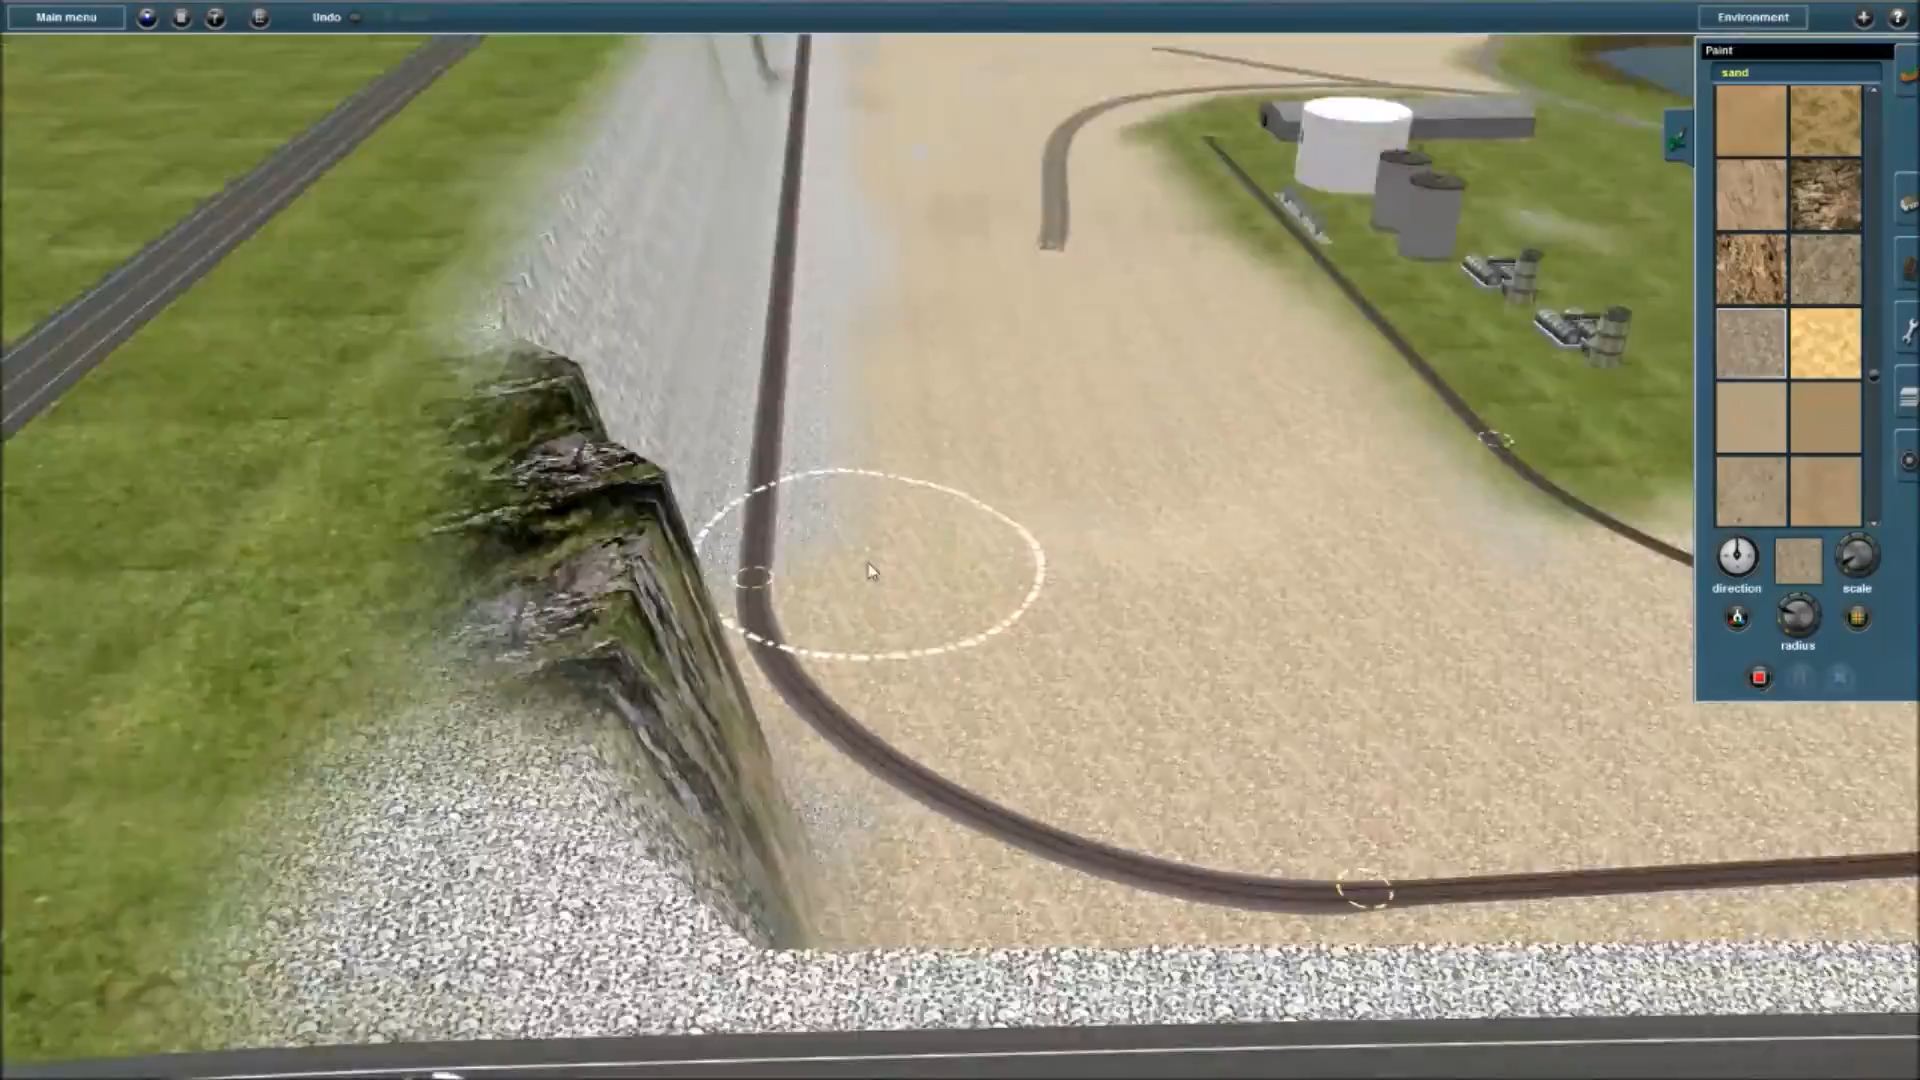 Main menu
Undo
Environment
Paint
sand
direction
scale
radius